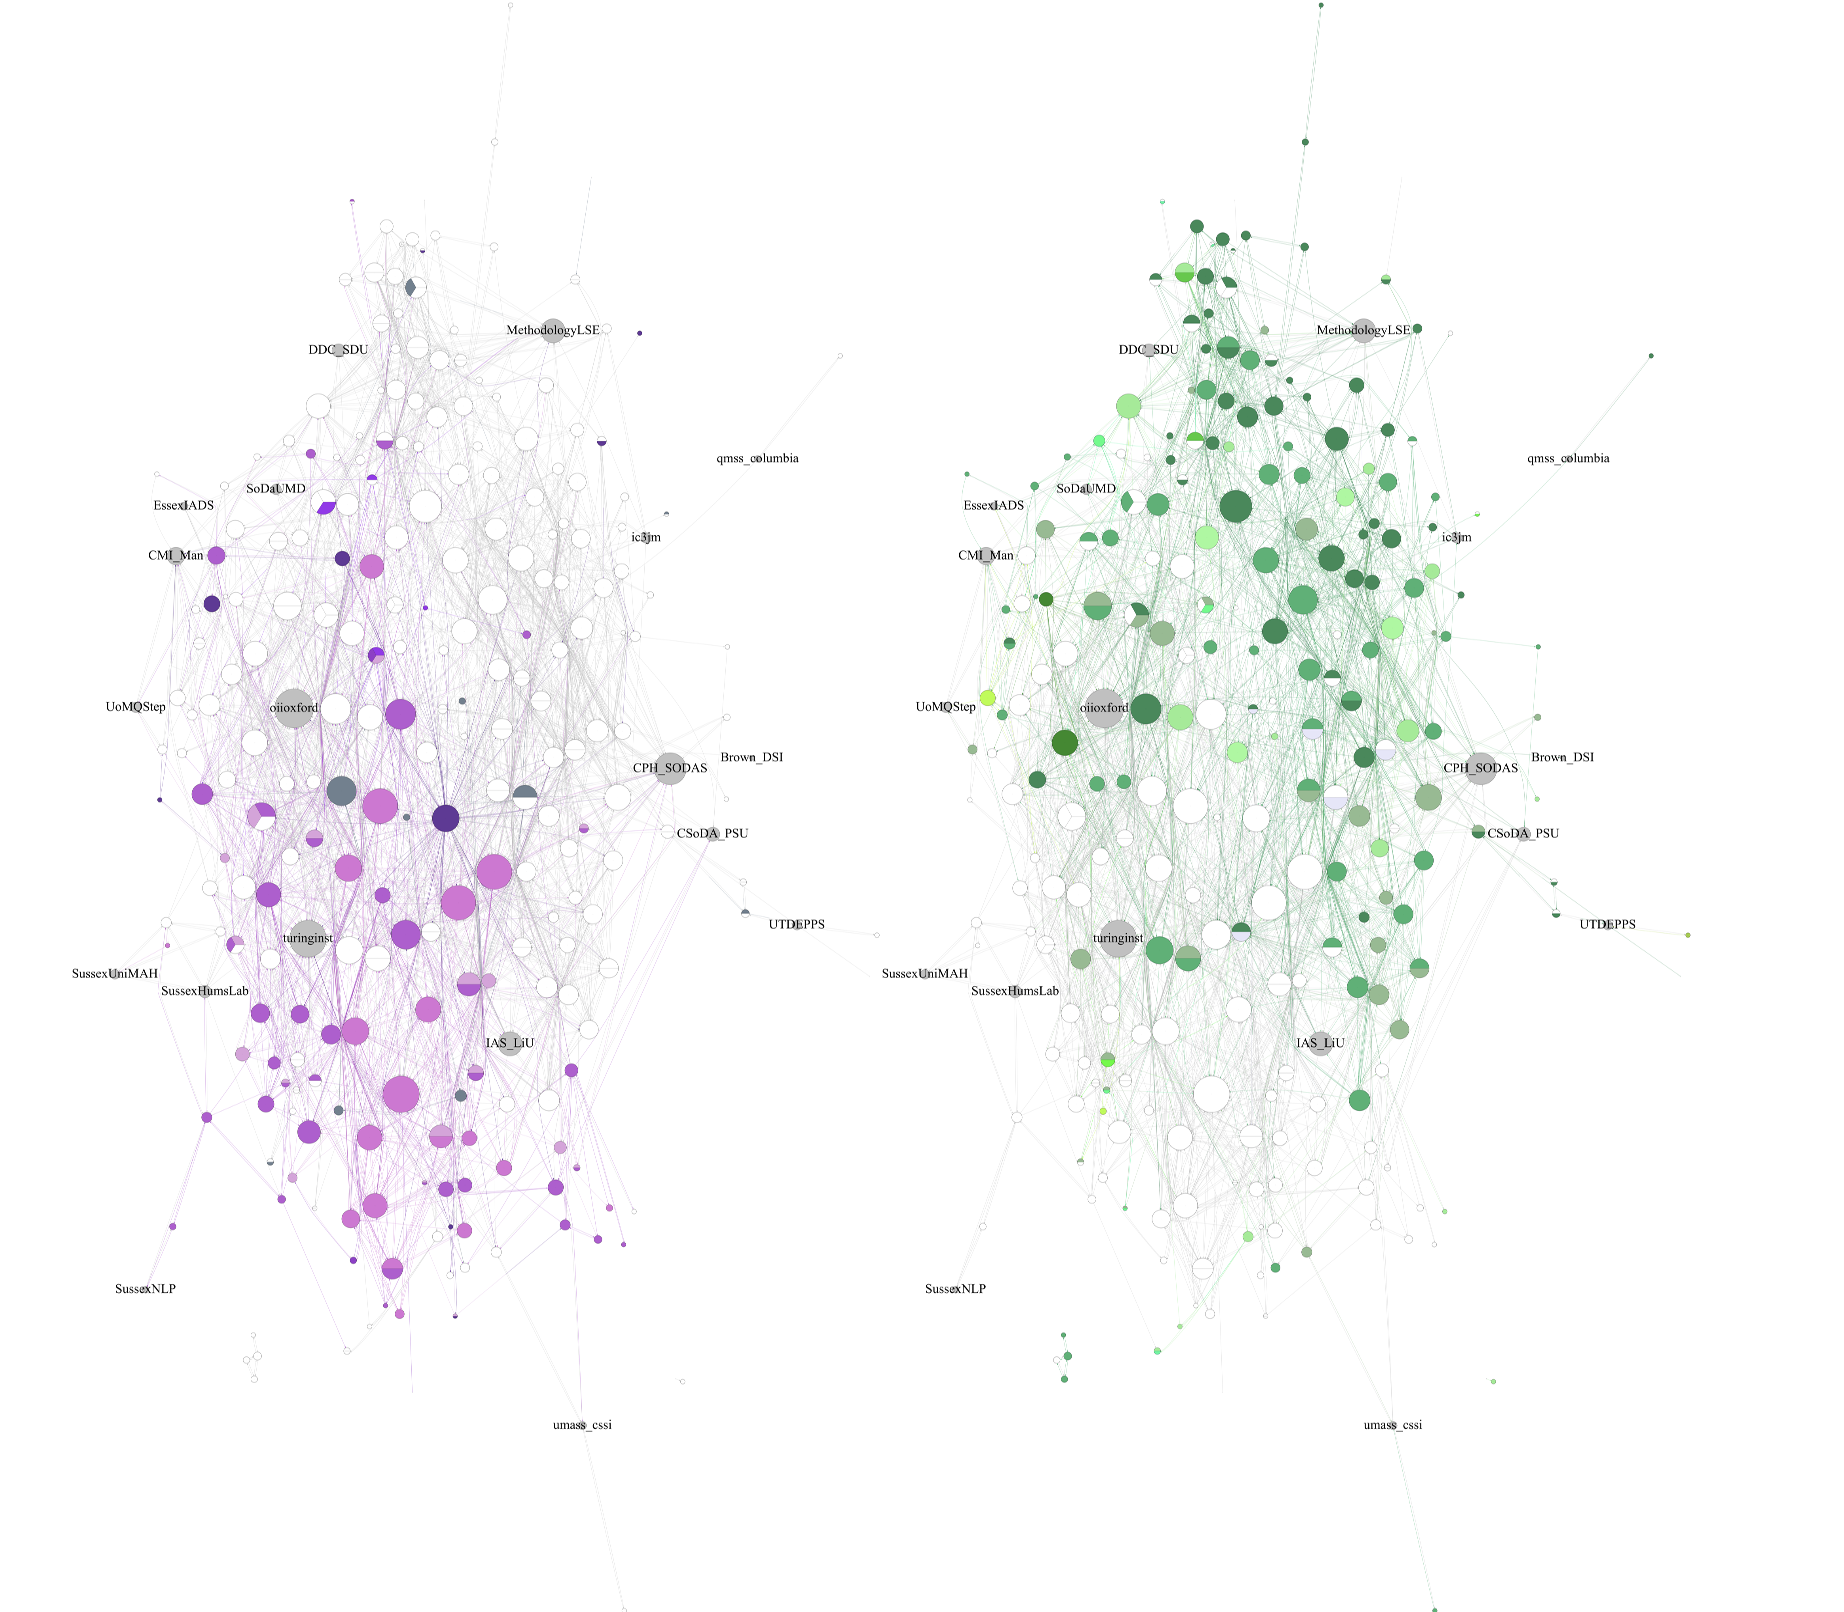 MethodologyLSE
DDC_SDU
qmss_columbia
SoDaUMD
EssexIADS
ic3jm
CMI_Man
UoMQStep
oiioxford
Brown_DSI
CPH_SODAS
CSoDA_PSU
UTDEPPS
turinginst
SussexUniMAH
SussexHumsLab
IAS_LiU
SussexNLP
umass_cssi
MethodologyLSE
DDC_SDU
qmss_columbia
SoDaUMD
EssexIADS
ic3jm
CMI_Man
UoMQStep
oiioxford
Brown_DSI
CPH_SODAS
CSoDA_PSU
UTDEPPS
turinginst
SussexUniMAH
SussexHumsLab
IAS_LiU
SussexNLP
umass_cssi